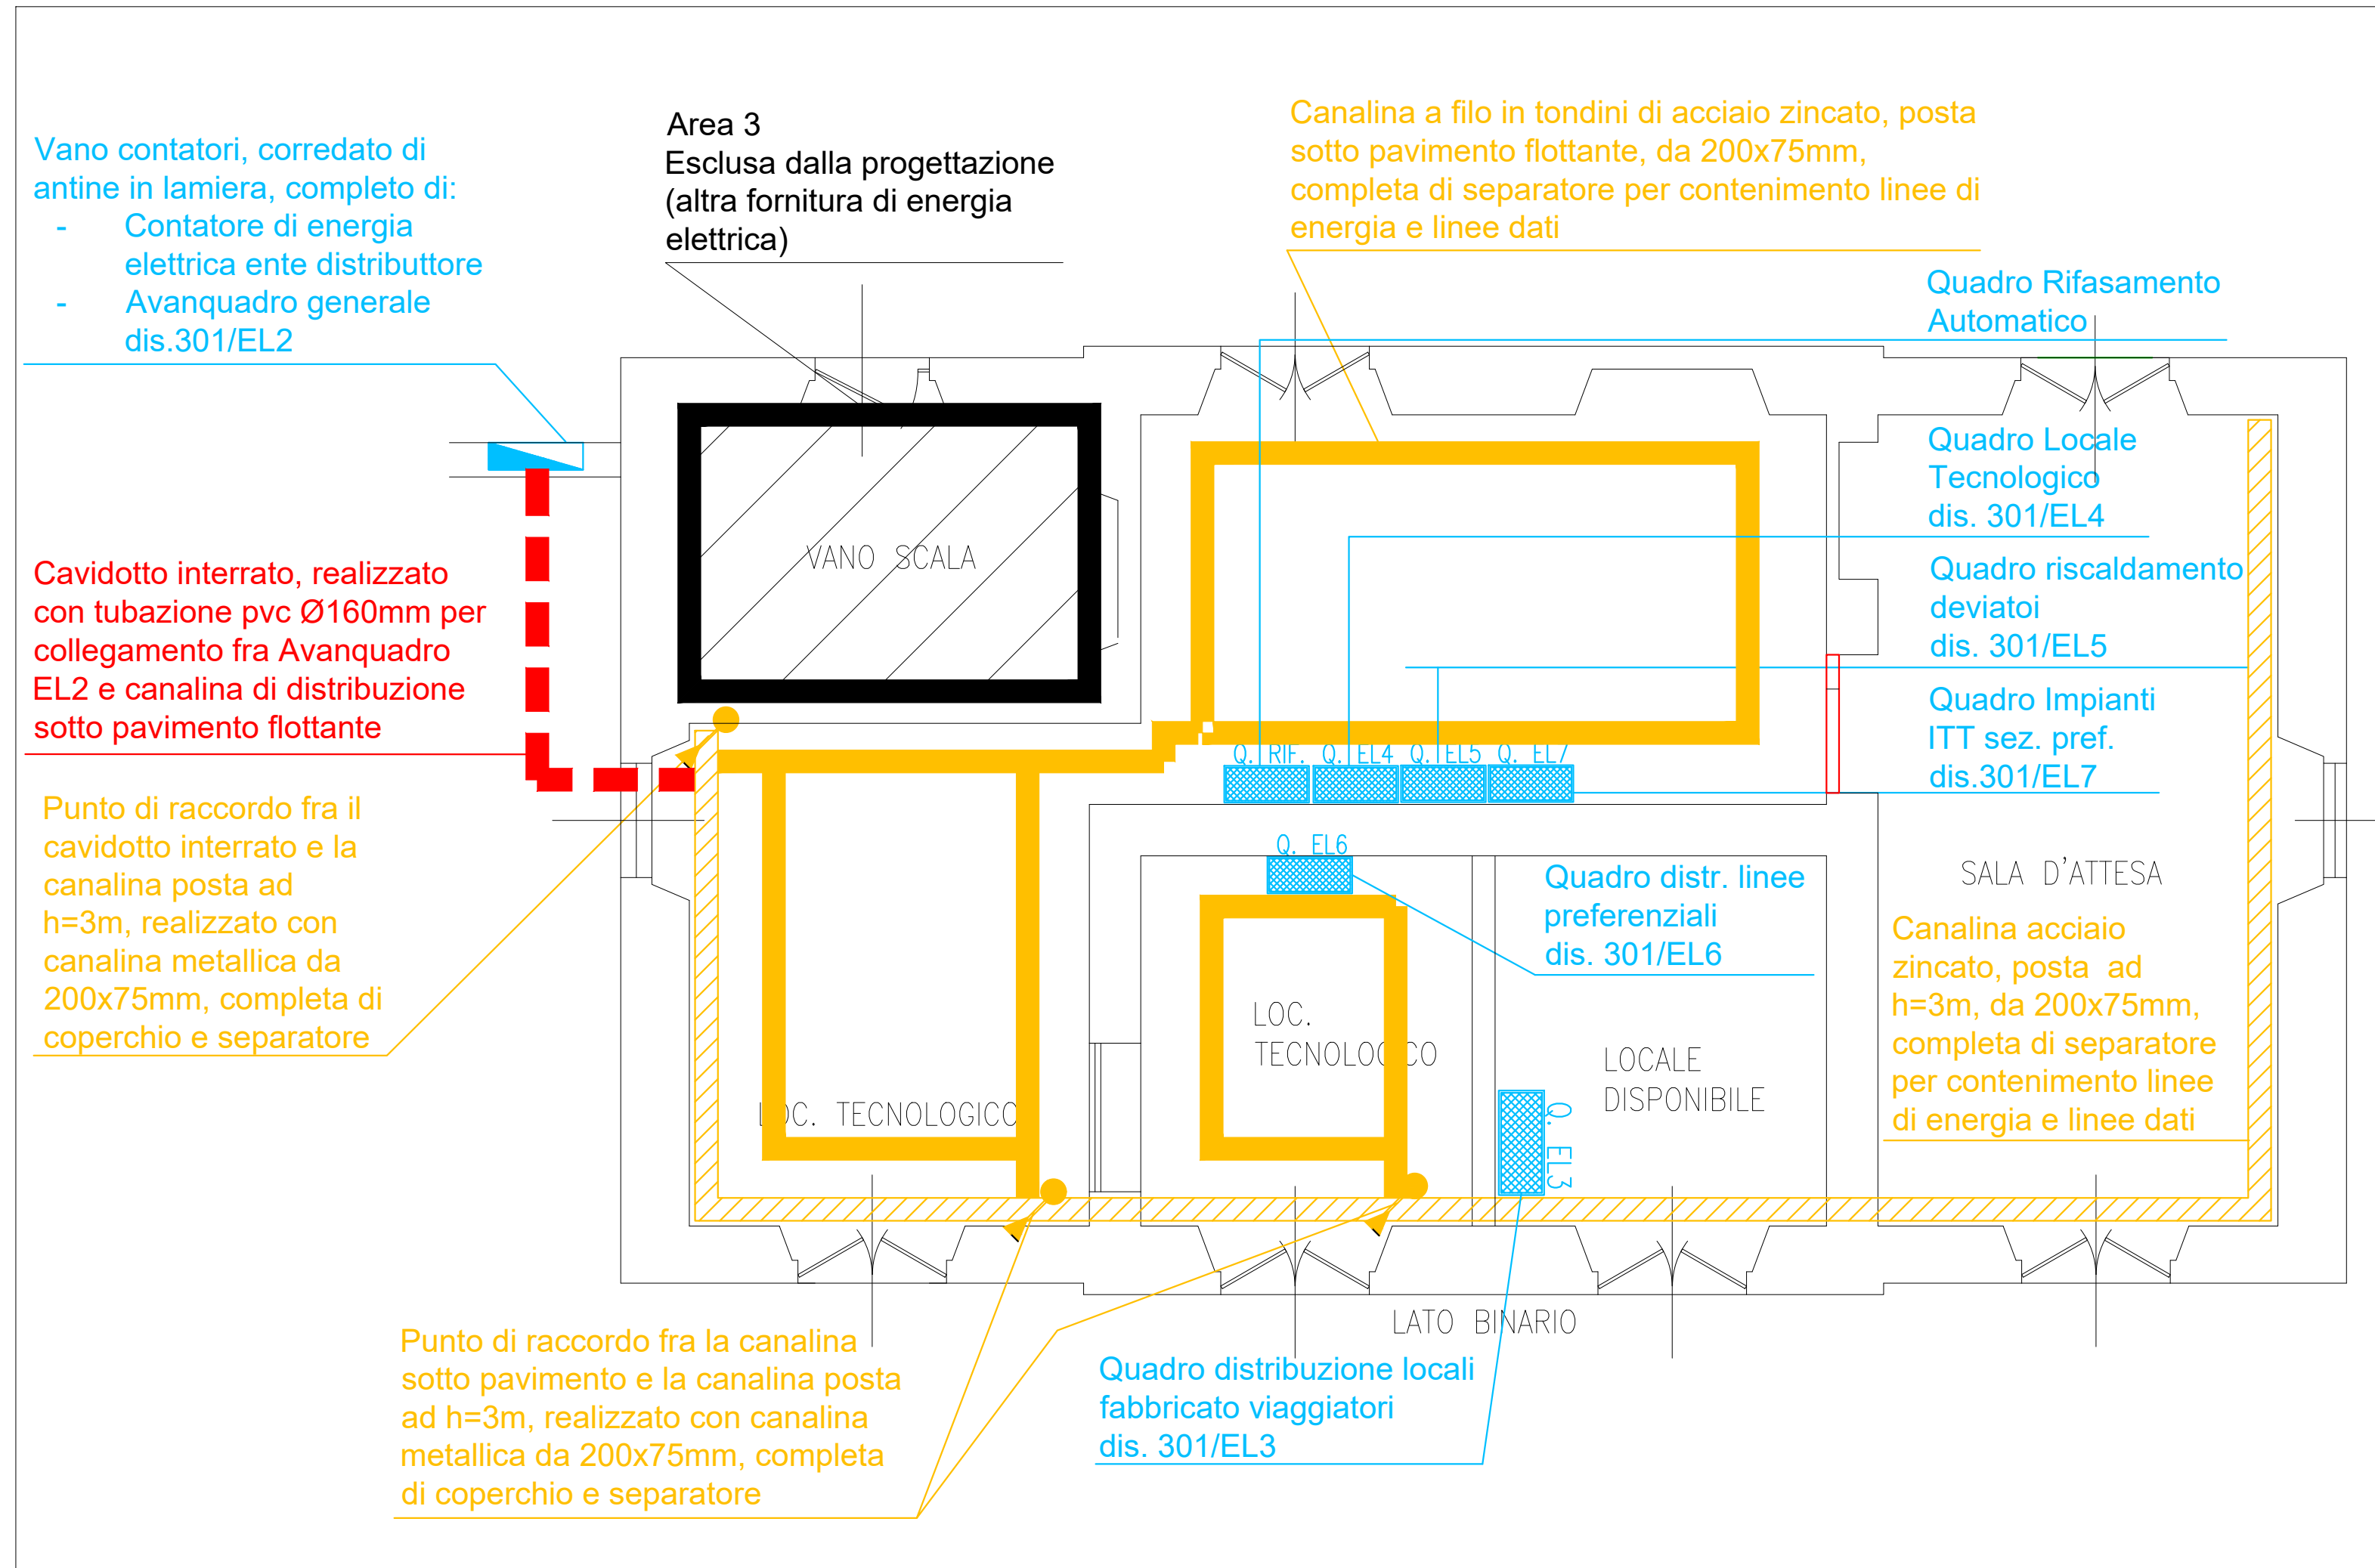 Vano contatori, corredato di
antine in lamiera, completo di:
- Contatore di energia
elettrica ente distributtore
- Avanquadro generale
dis.301/EL2
Area 3
Esclusa dalla progettazione
(altra fornitura di energia
elettrica)
Canalina a filo in tondini di acciaio zincato, posta
sotto pavimento flottante, da 200x75mm,
completa di separatore per contenimento linee di
energia e linee dati
Quadro Rifasamento
Automatico
Quadro Locale
Tecnologico
dis. 301/EL4
Quadro riscaldamento
deviatoi
dis. 301/EL5
Quadro Impianti
ITT sez. pref.
dis.301/EL7
VANO SCALA
Cavidotto interrato, realizzato
con tubazione pvc Ø160mm per
collegamento fra Avanquadro
EL2 e canalina di distribuzione
sotto pavimento flottante
Q. RIF.
Q. EL4
Q. EL5
Q. EL7
Punto di raccordo fra il
cavidotto interrato e la
canalina posta ad
h=3m, realizzato con
canalina metallica da
200x75mm, completa di
coperchio e separatore
Q. EL6
Quadro distr. linee
preferenziali
dis. 301/EL6
SALA D'ATTESA
Canalina acciaio
zincato, posta ad
h=3m, da 200x75mm,
completa di separatore
per contenimento linee
di energia e linee dati
LOC. TECNOLOGICO
LOC.
TECNOLOGICO
LOCALE
DISPONIBILE
Q. EL3
LATO BINARIO
Punto di raccordo fra la canalina
sotto pavimento e la canalina posta
ad h=3m, realizzato con canalina
metallica da 200x75mm, completa
di coperchio e separatore
Quadro distribuzione locali
fabbricato viaggiatori
dis. 301/EL3